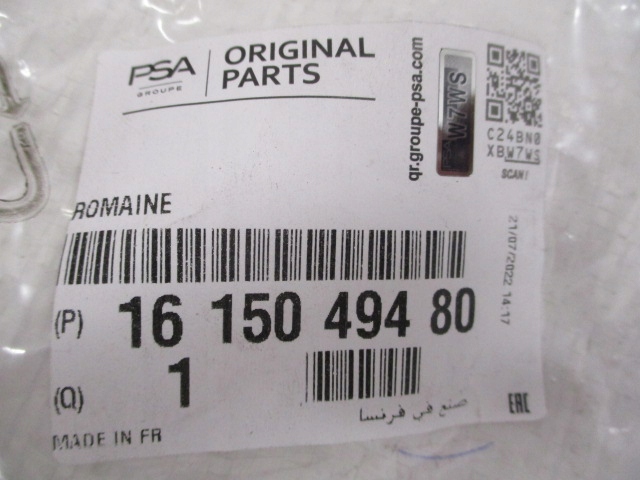 PSA
GROUPE
ORIGINAL
PARTS
qr.groupe-psa.com
W7WS
C24BN0
XBW7WS
SCAN!
ROMAINE
21/07/2022 14:17
(P) 16 150 494 80
(Q) 1
صنع في فرنسا
EAC
MADE IN FR